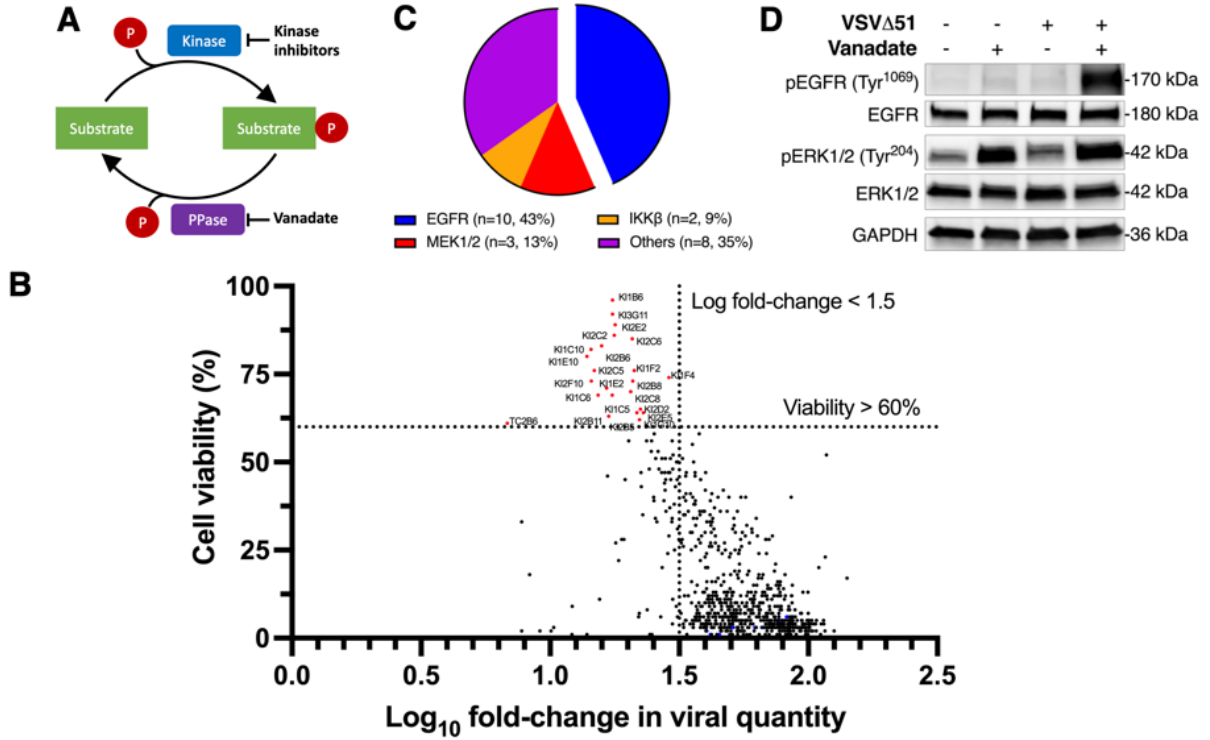 A
P
Kinase
Kinase
inhibitors
Substrate
Substrate
P
P
PPase
Vanadate
C
EGFR (n=10, 43%)
IKKβ (n=2, 9%)
MEK1/2 (n=3, 13%)
Others (n=8, 35%)
D
VSVΔ51 - - + +
Vanadate - + - +
pEGFR (Tyr1069) -170 kDa
EGFR -180 kDa
pERK1/2 (Tyr204) -42 kDa
ERK1/2 -42 kDa
GAPDH -36 kDa
B
100
75
50
25
0
Cell viability (%)
Log fold-change < 1.5
Viability > 60%
KI1B6
KI3G11
KI2E2
KI2C2
KI2C6
KI1C10
KI1E10
KI2B6
KI2C5
KI1F2
KI1F4
KI2F10
KI1E2
KI2B8
KI1C6
KI2C8
KI1C5
KI2D2
KI2E5
TC2B6
KI2B11
0.0 0.5 1.0 1.5 2.0 2.5
Log10 fold-change in viral quantity